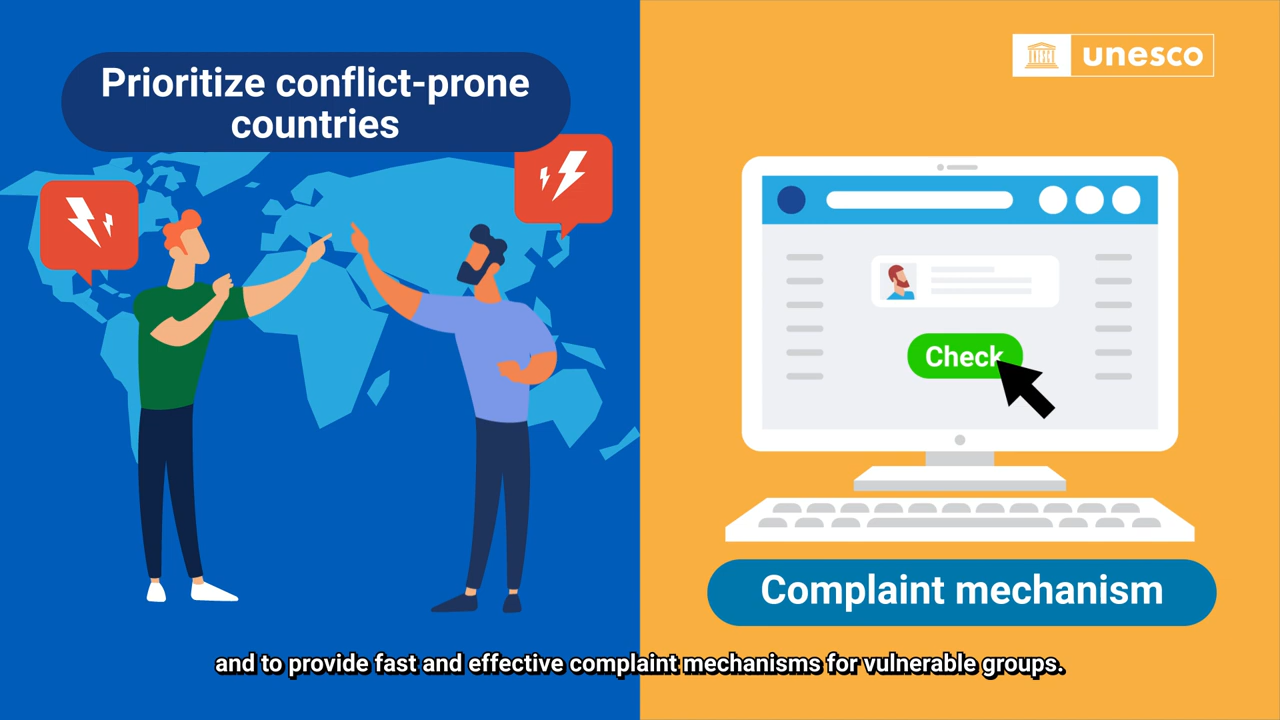 Prioritize conflict-prone
countries
unesco
Check
Complaint mechanism
and to provide fast and effective complaint mechanisms for vulnerable groups.